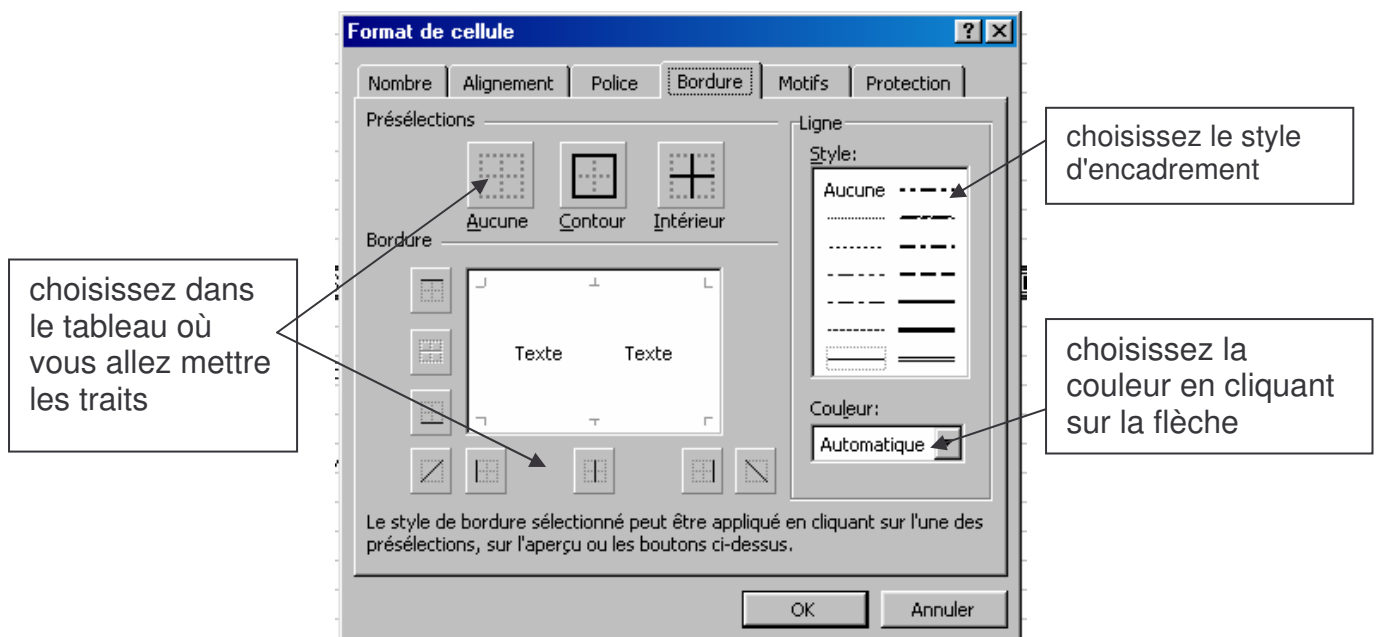 Format de cellule
Nombre Alignement Police Bordure Motifs Protection
Présélections
Aucune Contour Intérieur
Bordure
Texte Texte
Ligne
Style:
Aucune
Couleur:
Automatique
Le style de bordure sélectionné peut être appliqué en cliquant sur l'une des
présélections, sur l'aperçu ou les boutons ci-dessus.
OK Annuler
choisissez dans
le tableau où
vous allez mettre
les traits
choisissez le style
d'encadrement
choisissez la
couleur en cliquant
sur la flèche